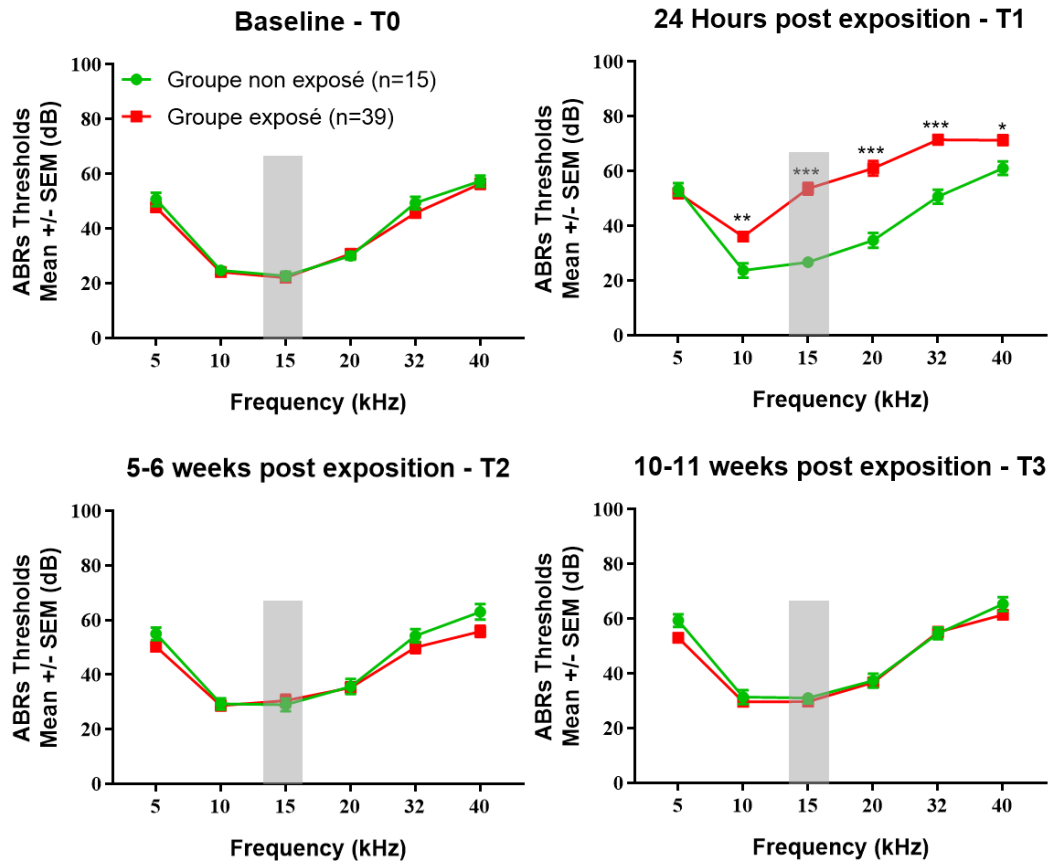 Baseline - T0
100
80
60
40
20
0
ABRs Thresholds
Mean +/- SEM (dB)
Groupe non exposé (n=15)
Groupe exposé (n=39)
5 10 15 20 32 40
Frequency (kHz)
24 Hours post exposition - T1
100
80
60
40
20
0
ABRs Thresholds
Mean +/- SEM (dB)
** *** *** *** *
5 10 15 20 32 40
Frequency (kHz)
5-6 weeks post exposition - T2
100
80
60
40
20
0
ABRs Thresholds
Mean +/- SEM (dB)
5 10 15 20 32 40
Frequency (kHz)
10-11 weeks post exposition - T3
100
80
60
40
20
0
ABRs Thresholds
Mean +/- SEM (dB)
5 10 15 20 32 40
Frequency (kHz)